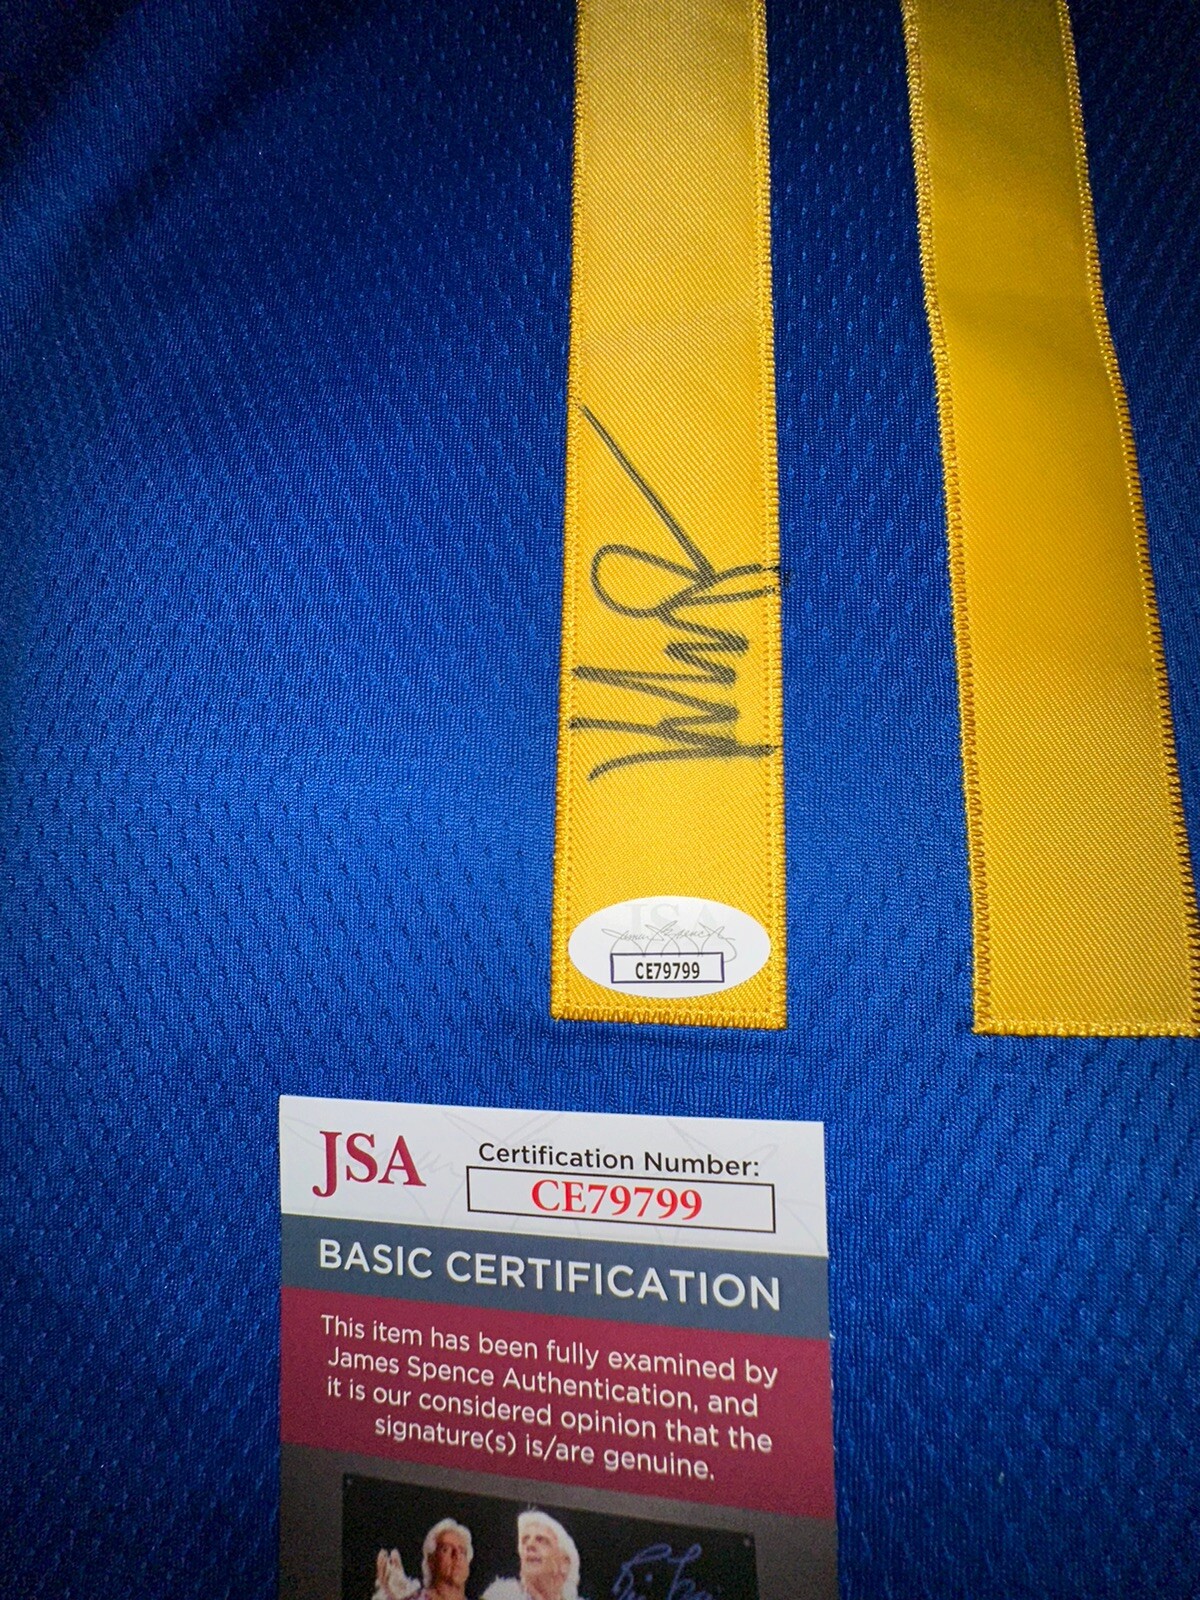 JSA
CE79799
JSA
Certification Number:
CE79799
BASIC CERTIFICATION
This item has been fully examined by
James Spence Authentication, and
it is our considered opinion that the
signature(s) is/are genuine.